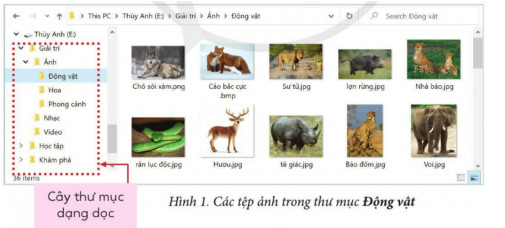 This PC > Thùy Anh (E:) > Giải trí > Ảnh > Động vật
Search Động vật
Thùy Anh (E:)
Giải trí
Ảnh
Động vật
Hoa
Phong cảnh
Nhạc
Video
Học tập
Khám phá
36 items
Chó sói xám.png
Cáo bắc cực .bmp
Sư tử.jpg
lợn rừng.jpg
Nhà báo.jpg
rắn lục độc.jpg
Hươu.jpg
tê giác.jpg
Báo đốm.jpg
Voi.jpg
Cây thư mục
dạng dọc
Hình 1. Các tệp ảnh trong thư mục Động vật